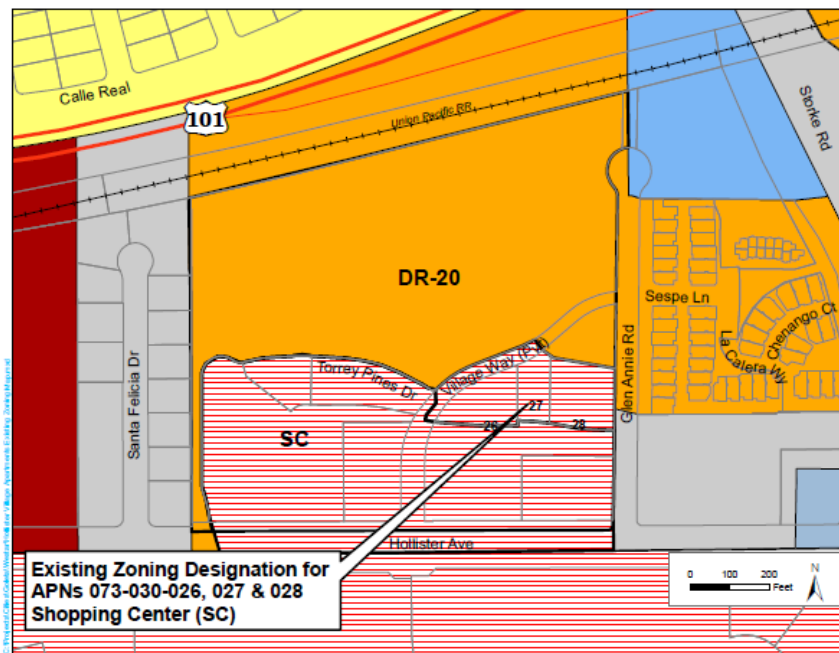 Calle Real
101
Union Pacific RR
Storke Rd
DR-20
Sespe Ln
Chenango Ct
La Calera Wy
Glen Annie Rd
Santa Felicia Dr
Torrey Pines Dr
Village Way
27
28
SC
Hollister Ave
Existing Zoning Designation for
APNs 073-030-026, 027 & 028
Shopping Center (SC)
0 100 200
Feet
N